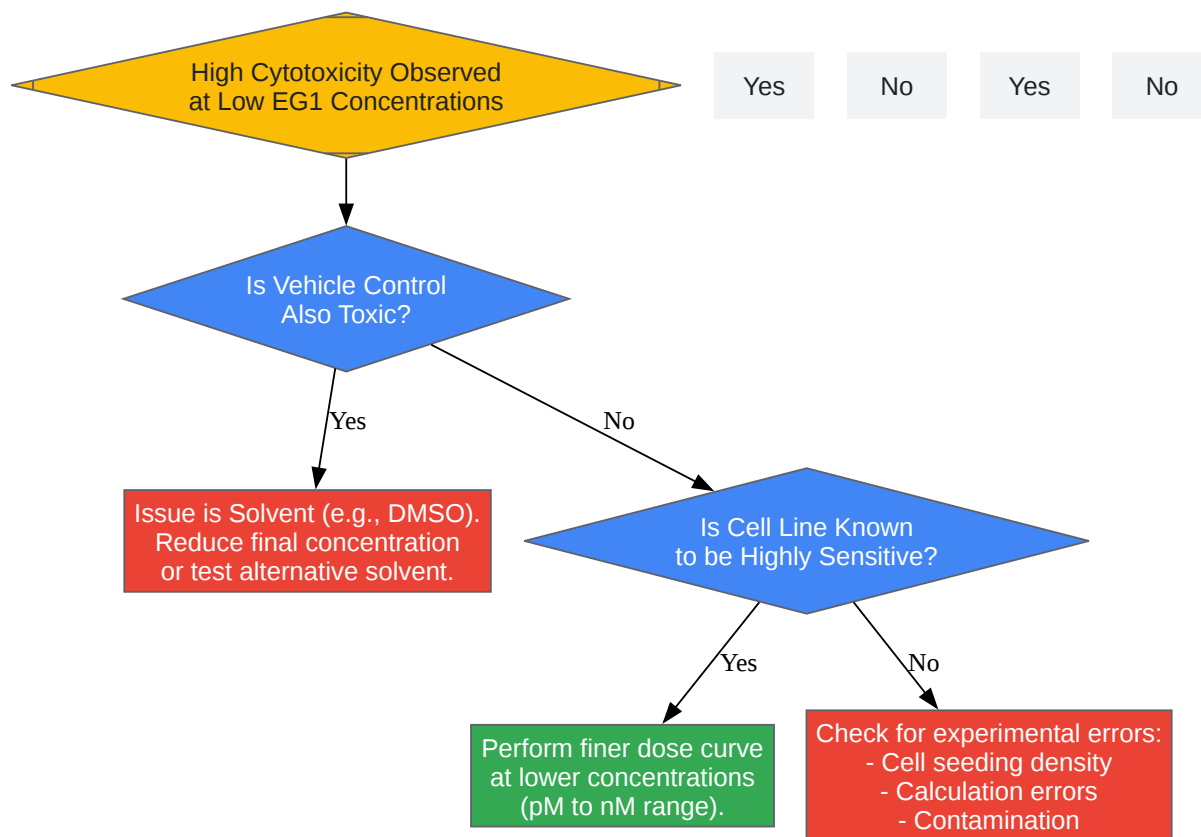 High Cytotoxicity Observed
at Low EG1 Concentrations
Yes
No
Yes
No
Is Vehicle Control
Also Toxic?
Yes
No
Issue is Solvent (e.g., DMSO).
Reduce final concentration
or test alternative solvent.
Is Cell Line Known
to be Highly Sensitive?
Yes
No
Perform finer dose curve
at lower concentrations
(pM to nM range).
Check for experimental errors:
- Cell seeding density
- Calculation errors
- Contamination